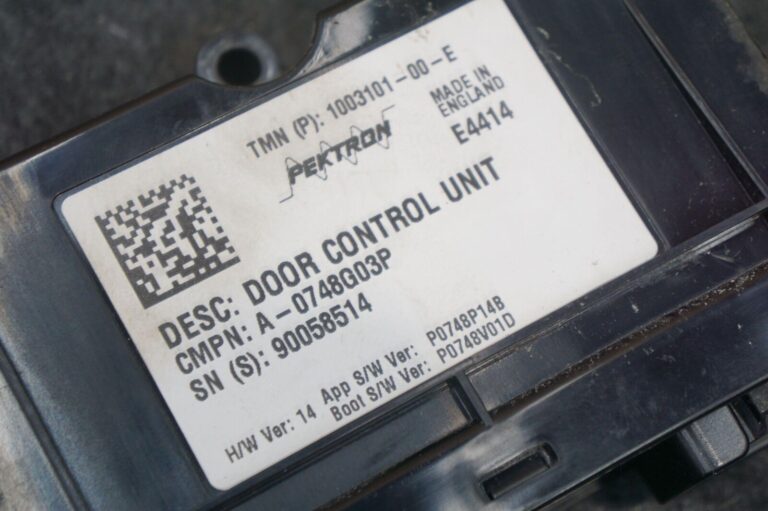 TMN (P): 1003101-00-E
PEKTRON
MADE IN
ENGLAND
E4414
DESC: DOOR CONTROL UNIT
CMPN: A-0748G03P
SN (S): 90058514
H/W Ver: 14 App S/W Ver: P0748P14B
Boot S/W Ver: P0748V01D